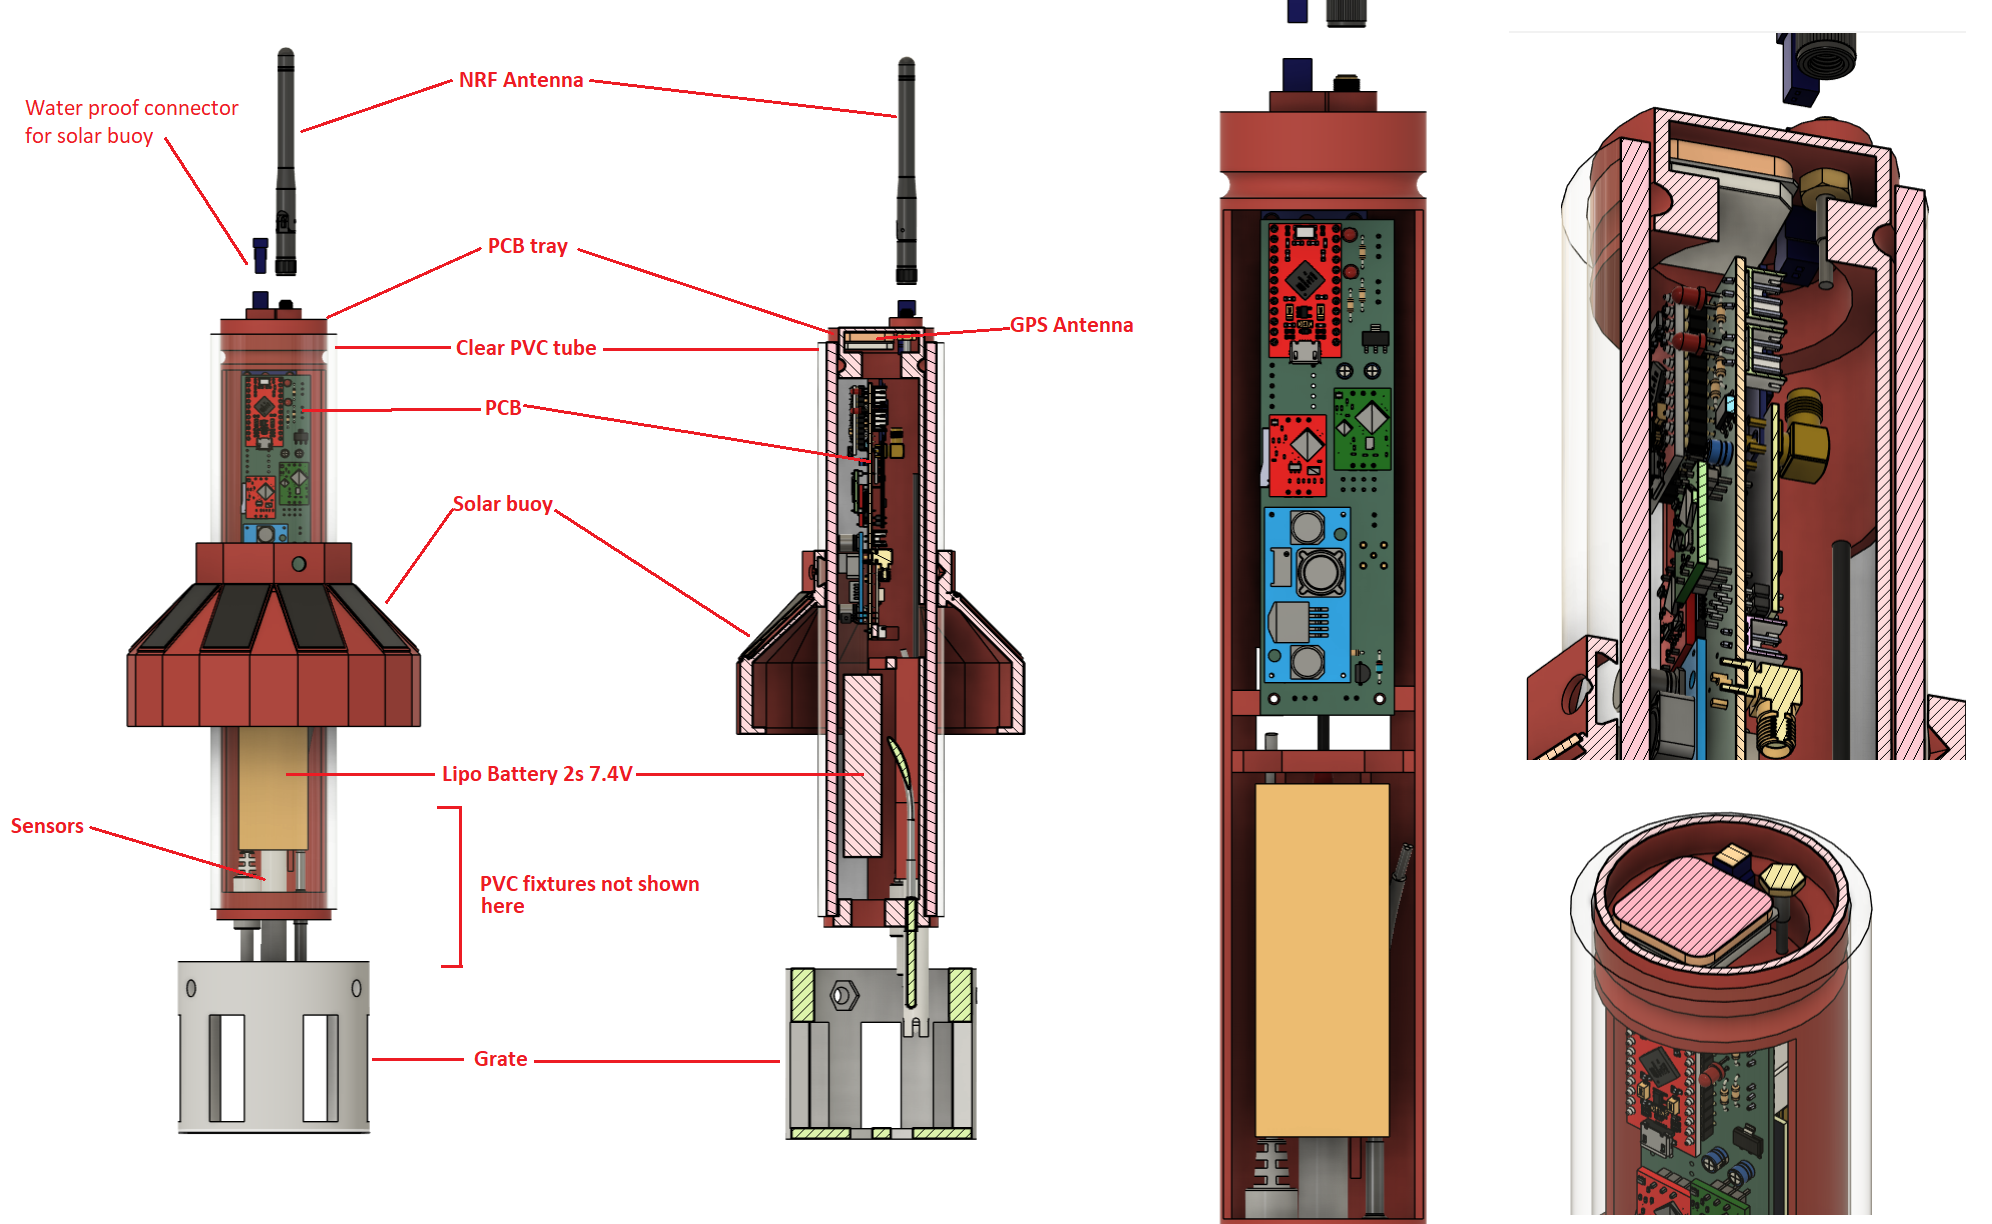 NRF Antenna
Water proof connector
for solar buoy
PCB tray
GPS Antenna
Clear PVC tube
PCB
Solar buoy
Lipo Battery 2s 7.4V
Sensors
PVC fixtures not shown
here
Grate